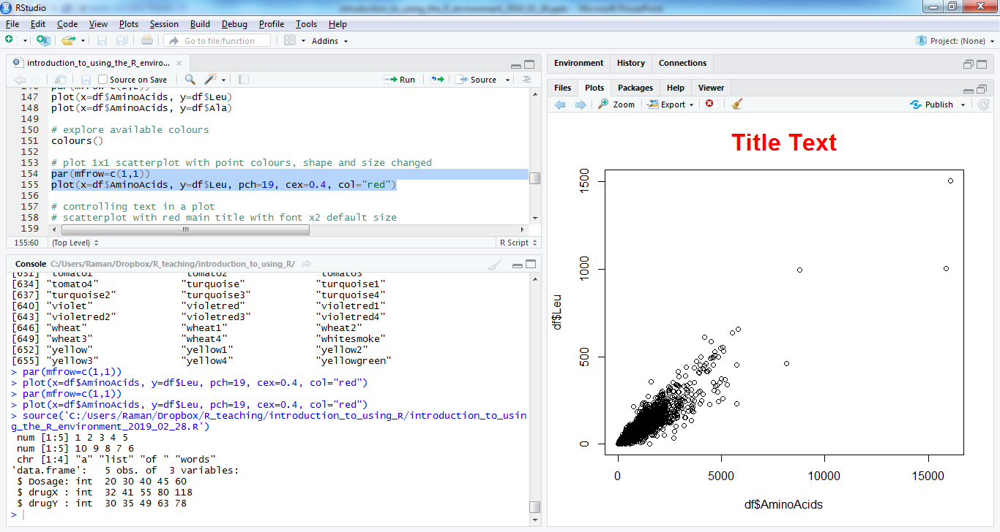 RStudio
File Edit Code View Plots Session Build Debug Profile Tools Help
Go to file/function Addins Project: (None)
introduction_to_using_the_R_enviro...
Source on Save Run Source
147 plot(x=df$AminoAcids, y=df$Leu)
148 plot(x=df$AminoAcids, y=df$Ala)
149
150 # explore available colours
151 colours()
152
153 # plot 1x1 scatterplot with point colours, shape and size changed
154 par(mfrow=c(1,1))
155 plot(x=df$AminoAcids, y=df$Leu, pch=19, cex=0.4, col="red")
156
157 # controlling text in a plot
158 # scatterplot with red main title with font x2 default size
159
155:60 (Top Level) R Script
Console C:/Users/Raman/Dropbox/R_teaching/introduction_to_using_R/
[631] "tomato1" "tomato2" "tomato3"
[634] "tomato4" "turquoise" "turquoise1"
[637] "turquoise2" "turquoise3" "turquoise4"
[640] "violet" "violetred" "violetred1"
[643] "violetred2" "violetred3" "violetred4"
[646] "wheat" "wheat1" "wheat2"
[649] "wheat3" "wheat4" "whitesmoke"
[652] "yellow" "yellow1" "yellow2"
[655] "yellow3" "yellow4" "yellowgreen"
> par(mfrow=c(1,1))
> plot(x=df$AminoAcids, y=df$Leu, pch=19, cex=0.4, col="red")
> par(mfrow=c(1,1))
> plot(x=df$AminoAcids, y=df$Leu, pch=19, cex=0.4, col="red")
> source('C:/Users/Raman/Dropbox/R_teaching/introduction_to_using_R/introduction_to_usin
g_the_R_environment_2019_02_28.R')
num [1:5] 1 2 3 4 5
num [1:5] 10 9 8 7 6
chr [1:4] "a" "list" "of " "words"
'data.frame': 5 obs. of 3 variables:
$ Dosage: int 20 30 40 45 60
$ drugX : int 32 41 55 80 118
$ drugY : int 30 35 49 63 78
>
Environment History Connections
Files Plots Packages Help Viewer
Zoom Export Publish
Title Text
1500
1000
500
0
df$Leu
0 5000 10000 15000
df$AminoAcids